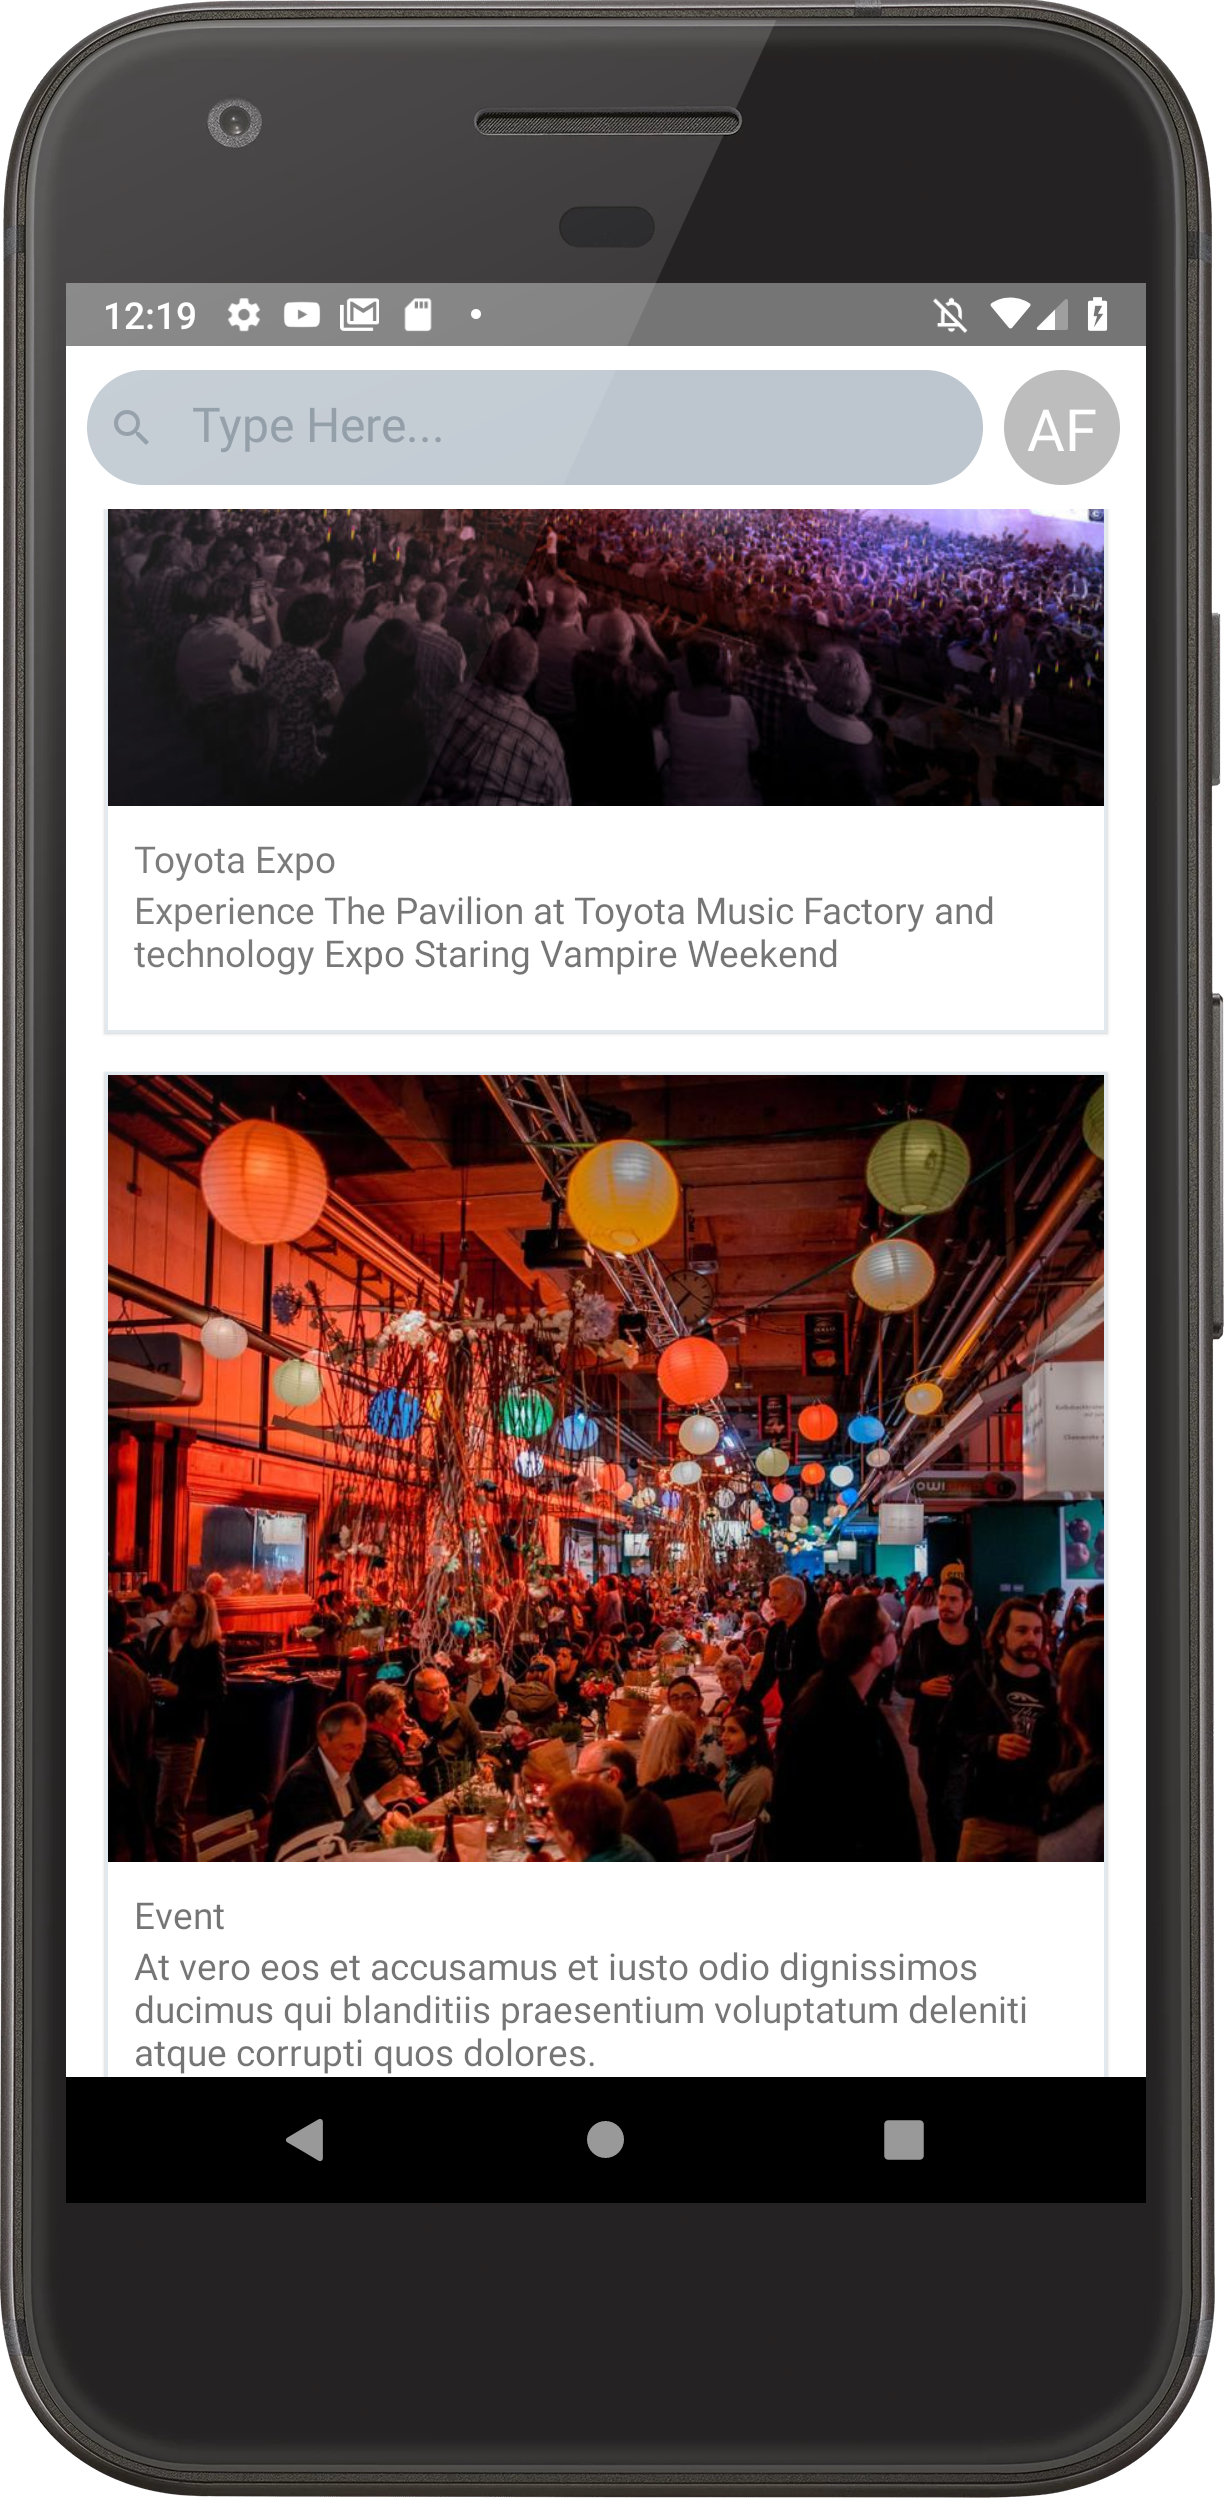 12:19
Type Here...
AF
Toyota Expo
Experience The Pavilion at Toyota Music Factory and
technology Expo Staring Vampire Weekend
Event
At vero eos et accusamus et iusto odio dignissimos
ducimus qui blanditiis praesentium voluptatum deleniti
atque corrupti quos dolores.